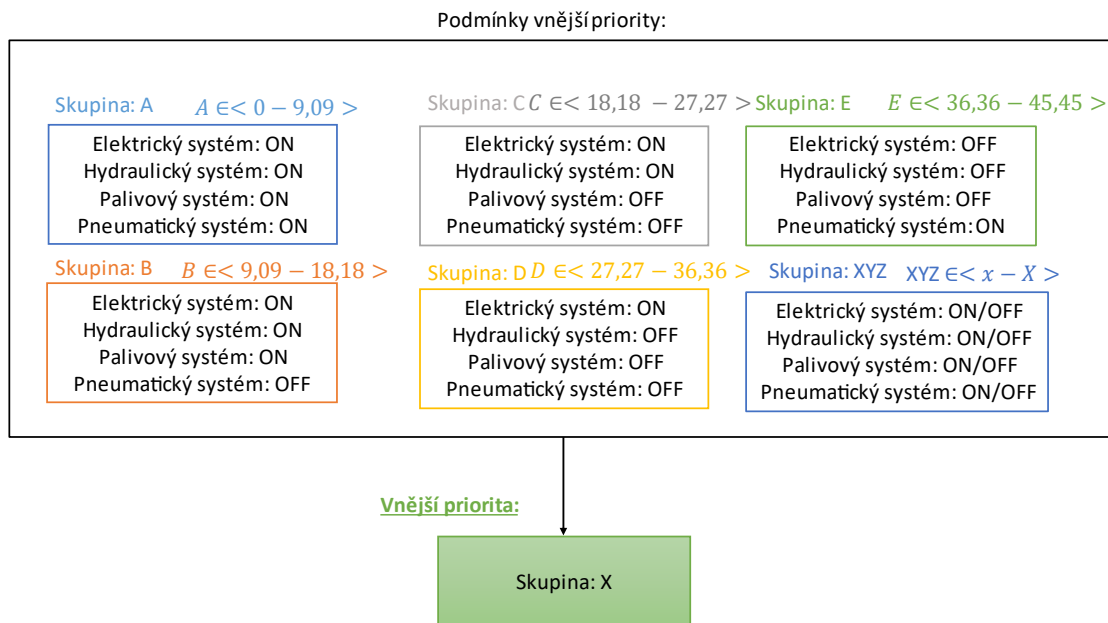 Podmínky vnější priority:
Skupina: A A ∈< 0 − 9,09 >
Elektrický systém: ON
Hydraulický systém: ON
Palivový systém: ON
Pneumatický systém: ON
Skupina: B B ∈< 9,09 − 18,18 >
Elektrický systém: ON
Hydraulický systém: ON
Palivový systém: ON
Pneumatický systém: OFF
Skupina: C C ∈< 18,18 − 27,27 >
Elektrický systém: ON
Hydraulický systém: ON
Palivový systém: OFF
Pneumatický systém: OFF
Skupina: D D ∈< 27,27 − 36,36 >
Elektrický systém: ON
Hydraulický systém: OFF
Palivový systém: OFF
Pneumatický systém: OFF
Skupina: E E ∈< 36,36 − 45,45 >
Elektrický systém: OFF
Hydraulický systém: OFF
Palivový systém: OFF
Pneumatický systém: ON
Skupina: XYZ XYZ ∈< x − X >
Elektrický systém: ON/OFF
Hydraulický systém: ON/OFF
Palivový systém: ON/OFF
Pneumatický systém: ON/OFF
Vnější priorita:
Skupina: X